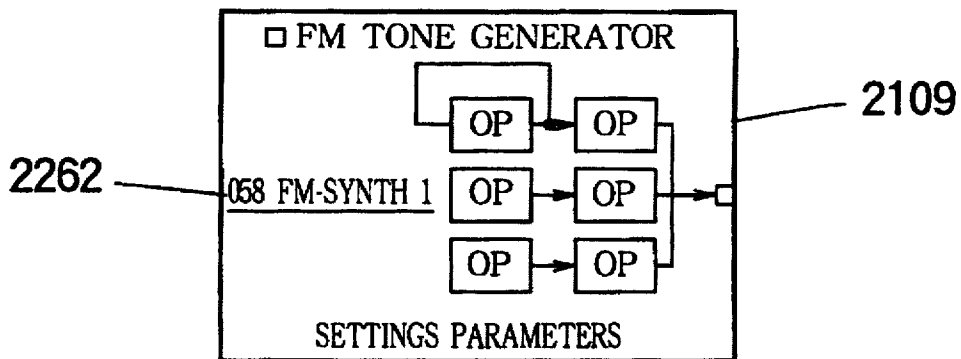 FM TONE GENERATOR
OP OP
2109
2262
058 FM-SYNTH 1 OP OP
OP OP
SETTINGS PARAMETERS